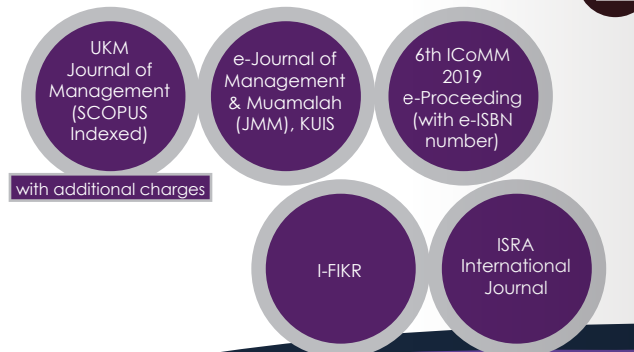 UKM
Journal of
Management
(SCOPUS
Indexed)
with additional charges
e-Journal of
Management
& Muamalah
(JMM), KUIS
6th ICoMM
2019
e-Proceeding
(with e-ISBN
number)
I-FIKR
ISRA
International
Journal